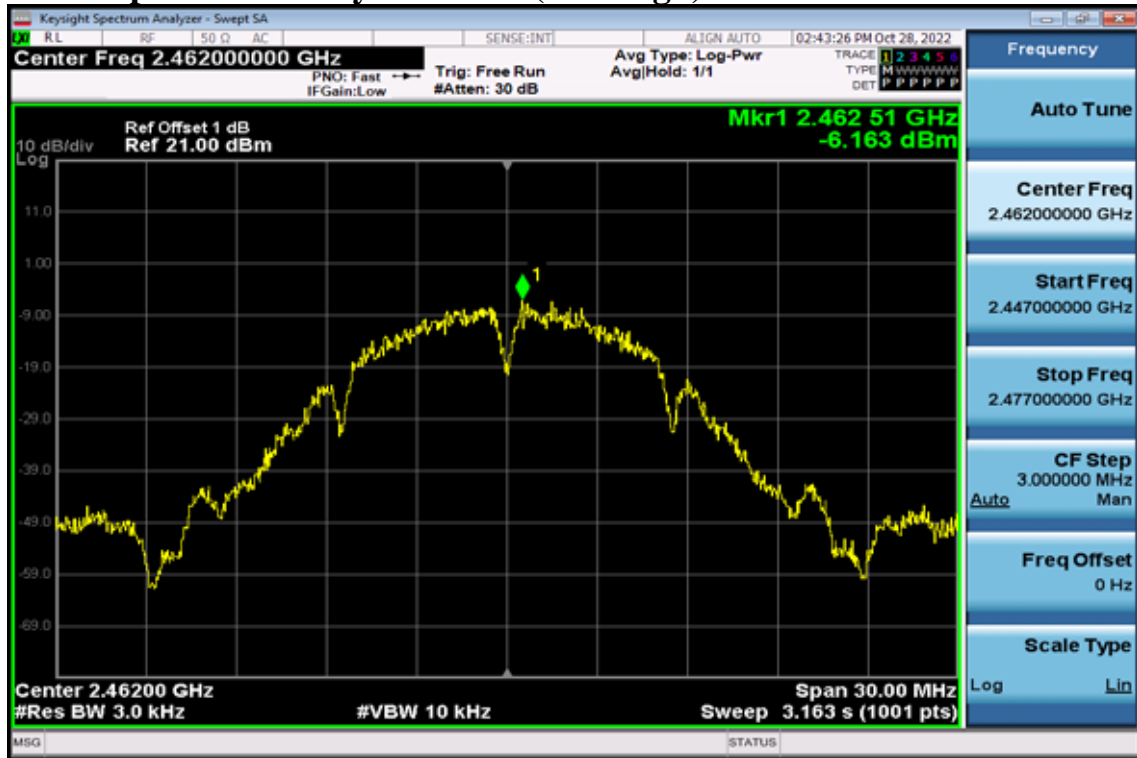 Keysight Spectrum Analyzer - Swept SA
RL RF 50 Ω AC SENSE:INT ALIGN AUTO 02:43:26 PM Oct 28, 2022
Center Freq 2.462000000 GHz
PNO: Fast
IFGain:Low
Trig: Free Run
#Atten: 30 dB
Avg Type: Log-Pwr
Avg|Hold: 1/1
TRACE 1 2 3 4 5 6
TYPE M WWWWW
DET P P P P P P
Mkr1 2.462 51 GHz
-6.163 dBm
Ref Offset 1 dB
10 dB/div Ref 21.00 dBm
Log
11.0
1.00
1
-9.00
-19.0
-29.0
-39.0
-49.0
-59.0
-69.0
Center 2.46200 GHz Span 30.00 MHz
#Res BW 3.0 kHz #VBW 10 kHz Sweep 3.163 s (1001 pts)
MSG STATUS
Frequency
Auto Tune
Center Freq
2.462000000 GHz
Start Freq
2.447000000 GHz
Stop Freq
2.477000000 GHz
CF Step
3.000000 MHz
Auto Man
Freq Offset
0 Hz
Scale Type
Log Lin